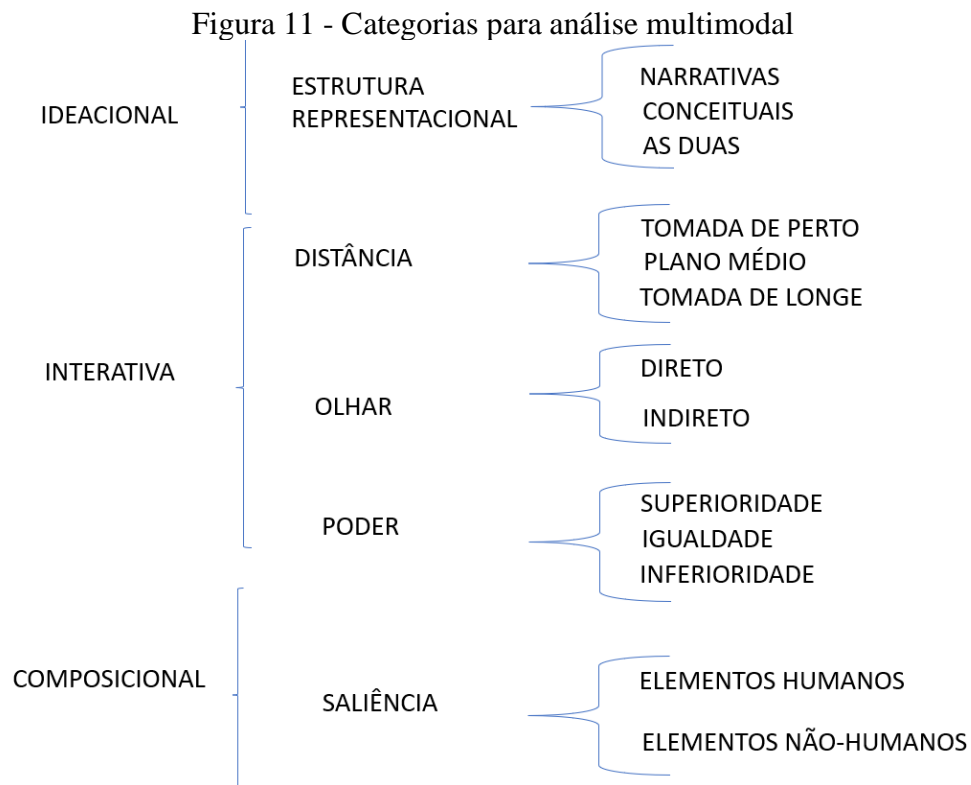 Figura 11 - Categorias para análise multimodal
IDEACIONAL
ESTRUTURA
REPRESENTACIONAL
NARRATIVAS
CONCEITUAIS
AS DUAS
INTERATIVA
DISTÂNCIA
TOMADA DE PERTO
PLANO MÉDIO
TOMADA DE LONGE
OLHAR
DIRETO
INDIRETO
PODER
SUPERIORIDADE
IGUALDADE
INFERIORIDADE
COMPOSICIONAL
SALIÊNCIA
ELEMENTOS HUMANOS
ELEMENTOS NÃO-HUMANOS